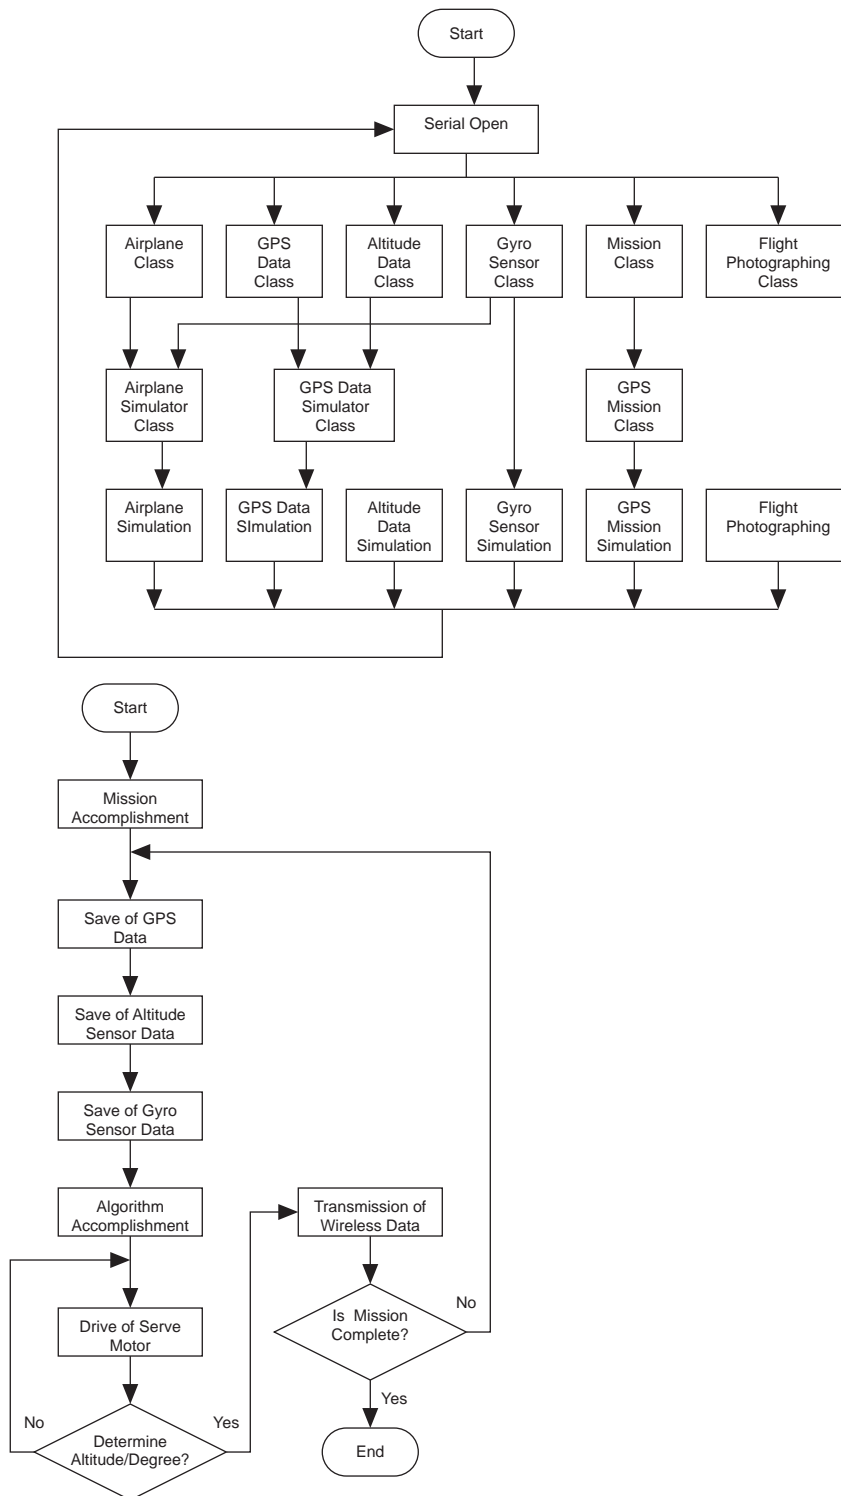 Start
Serial Open
Airplane
Class
GPS
Data
Class
Altitude
Data
Class
Gyro
Sensor
Class
Mission
Class
Flight
Photographing
Class
Airplane
Simulator
Class
GPS Data
Simulator
Class
GPS
Mission
Class
Airplane
Simulation
GPS Data
SImulation
Altitude
Data
Simulation
Gyro
Sensor
Simulation
GPS
Mission
Simulation
Flight
Photographing
Start
Mission
Accomplishment
Save of GPS
Data
Save of Altitude
Sensor Data
Save of Gyro
Sensor Data
Algorithm
Accomplishment
Drive of Serve
Motor
No
Determine
Altitude/Degree?
Yes
Transmission of
Wireless Data
Is Mission
Complete?
No
Yes
End